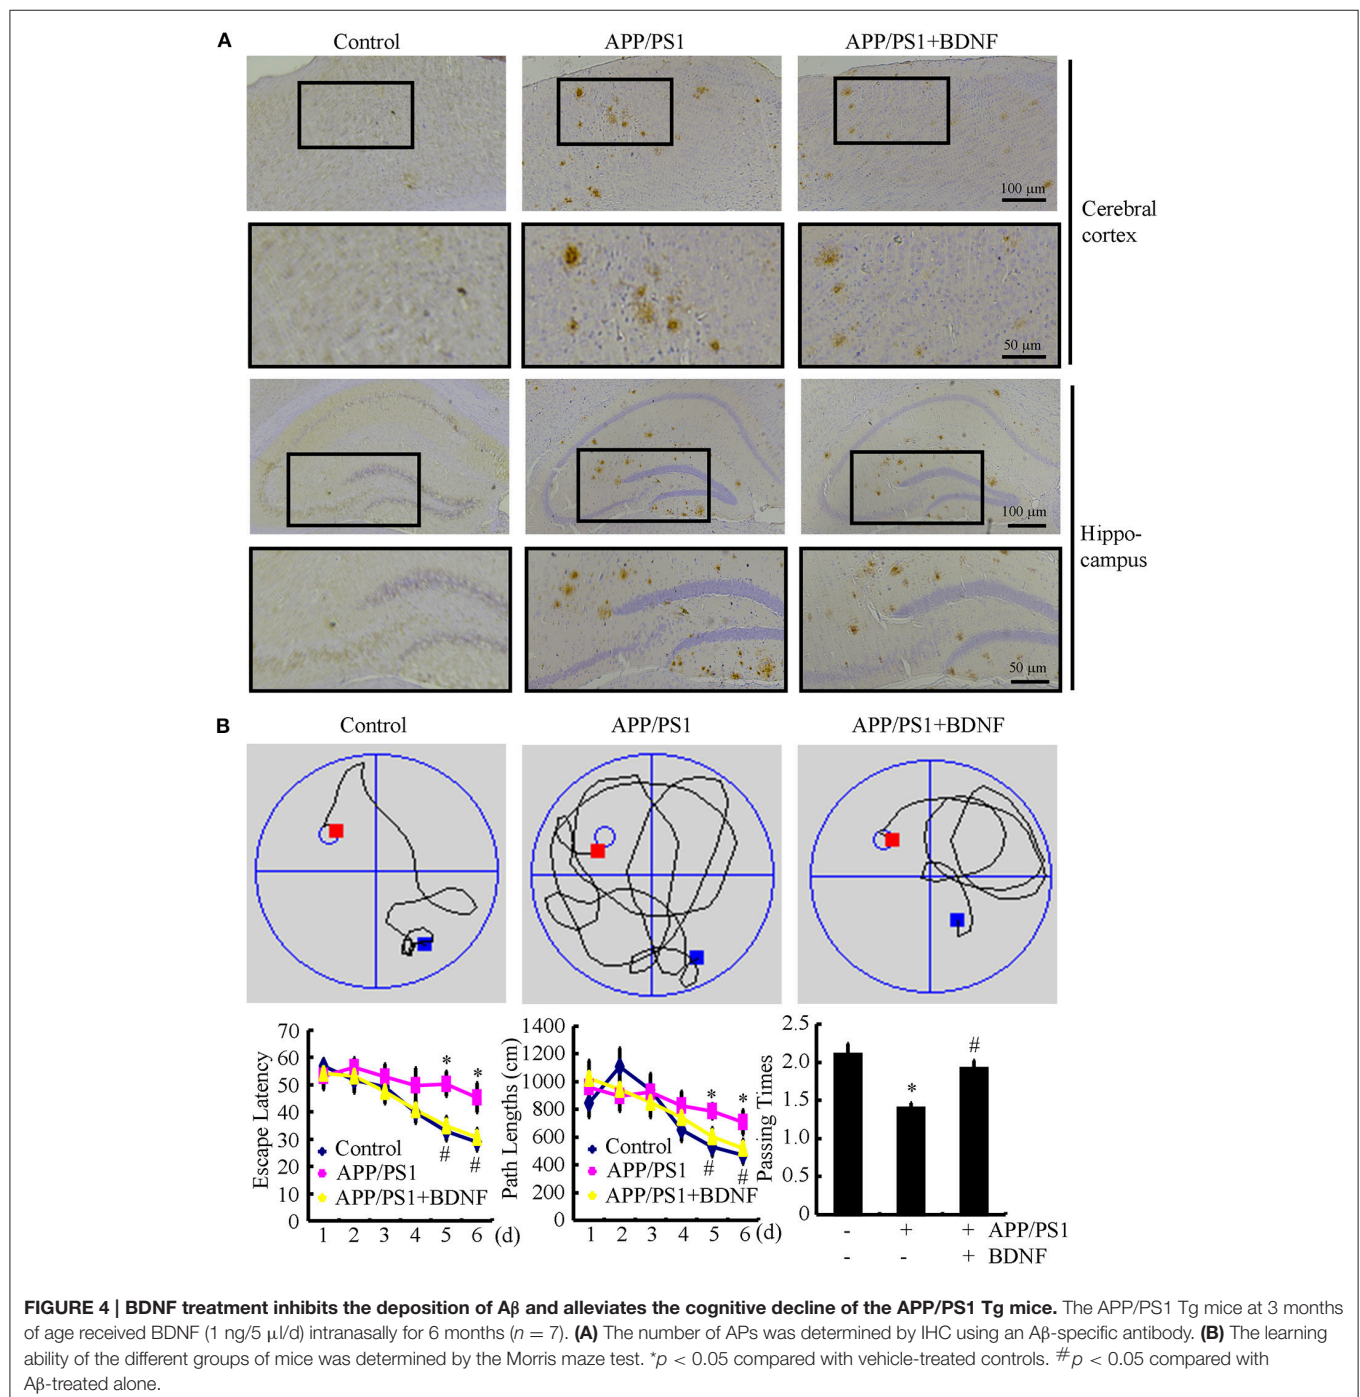 A
Control APP/PS1 APP/PS1+BDNF
100 μm
Cerebral
cortex
50 μm
100 μm
Hippo-
campus
50 μm
B
Control APP/PS1 APP/PS1+BDNF
Escape Latency
70
60
50
40
30
20
10
0
* *
# #
Control
APP/PS1
APP/PS1+BDNF
1 2 3 4 5 6 (d)
Path Lengths (cm)
1400
1200
1000
800
600
400
200
0
* *
# #
Control
APP/PS1
APP/PS1+BDNF
1 2 3 4 5 6 (d)
Passing Times
2.5
2.0
1.5
1.0
0.5
0
* #
- + + APP/PS1
- - + BDNF
FIGURE 4 | BDNF treatment inhibits the deposition of Aβ and alleviates the cognitive decline of the APP/PS1 Tg mice. The APP/PS1 Tg mice at 3 months
of age received BDNF (1 ng/5 μl/d) intranasally for 6 months (n = 7). (A) The number of APs was determined by IHC using an Aβ-specific antibody. (B) The learning
ability of the different groups of mice was determined by the Morris maze test. *p < 0.05 compared with vehicle-treated controls. #p < 0.05 compared with
Aβ-treated alone.